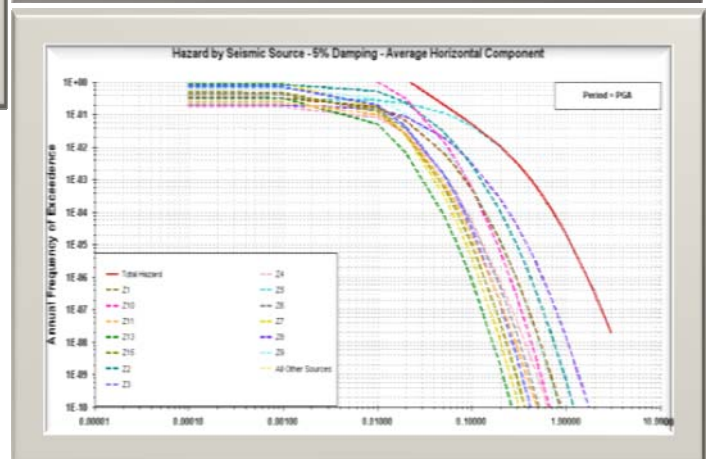 Hazard by Seismic Source - 5% Damping - Average Horizontal Component
Period = PGA
Annual Frequency of Exceedence
1E+00
1E-01
1E-02
1E-03
1E-04
1E-05
1E-06
1E-07
1E-08
1E-09
1E-10
Total Hazard
Z1
Z10
Z11
Z13
Z15
Z2
Z3
Z4
Z5
Z6
Z7
Z8
Z9
All Other Sources
0.00001
0.00010
0.00100
0.01000
0.10000
1.00000
10.0000